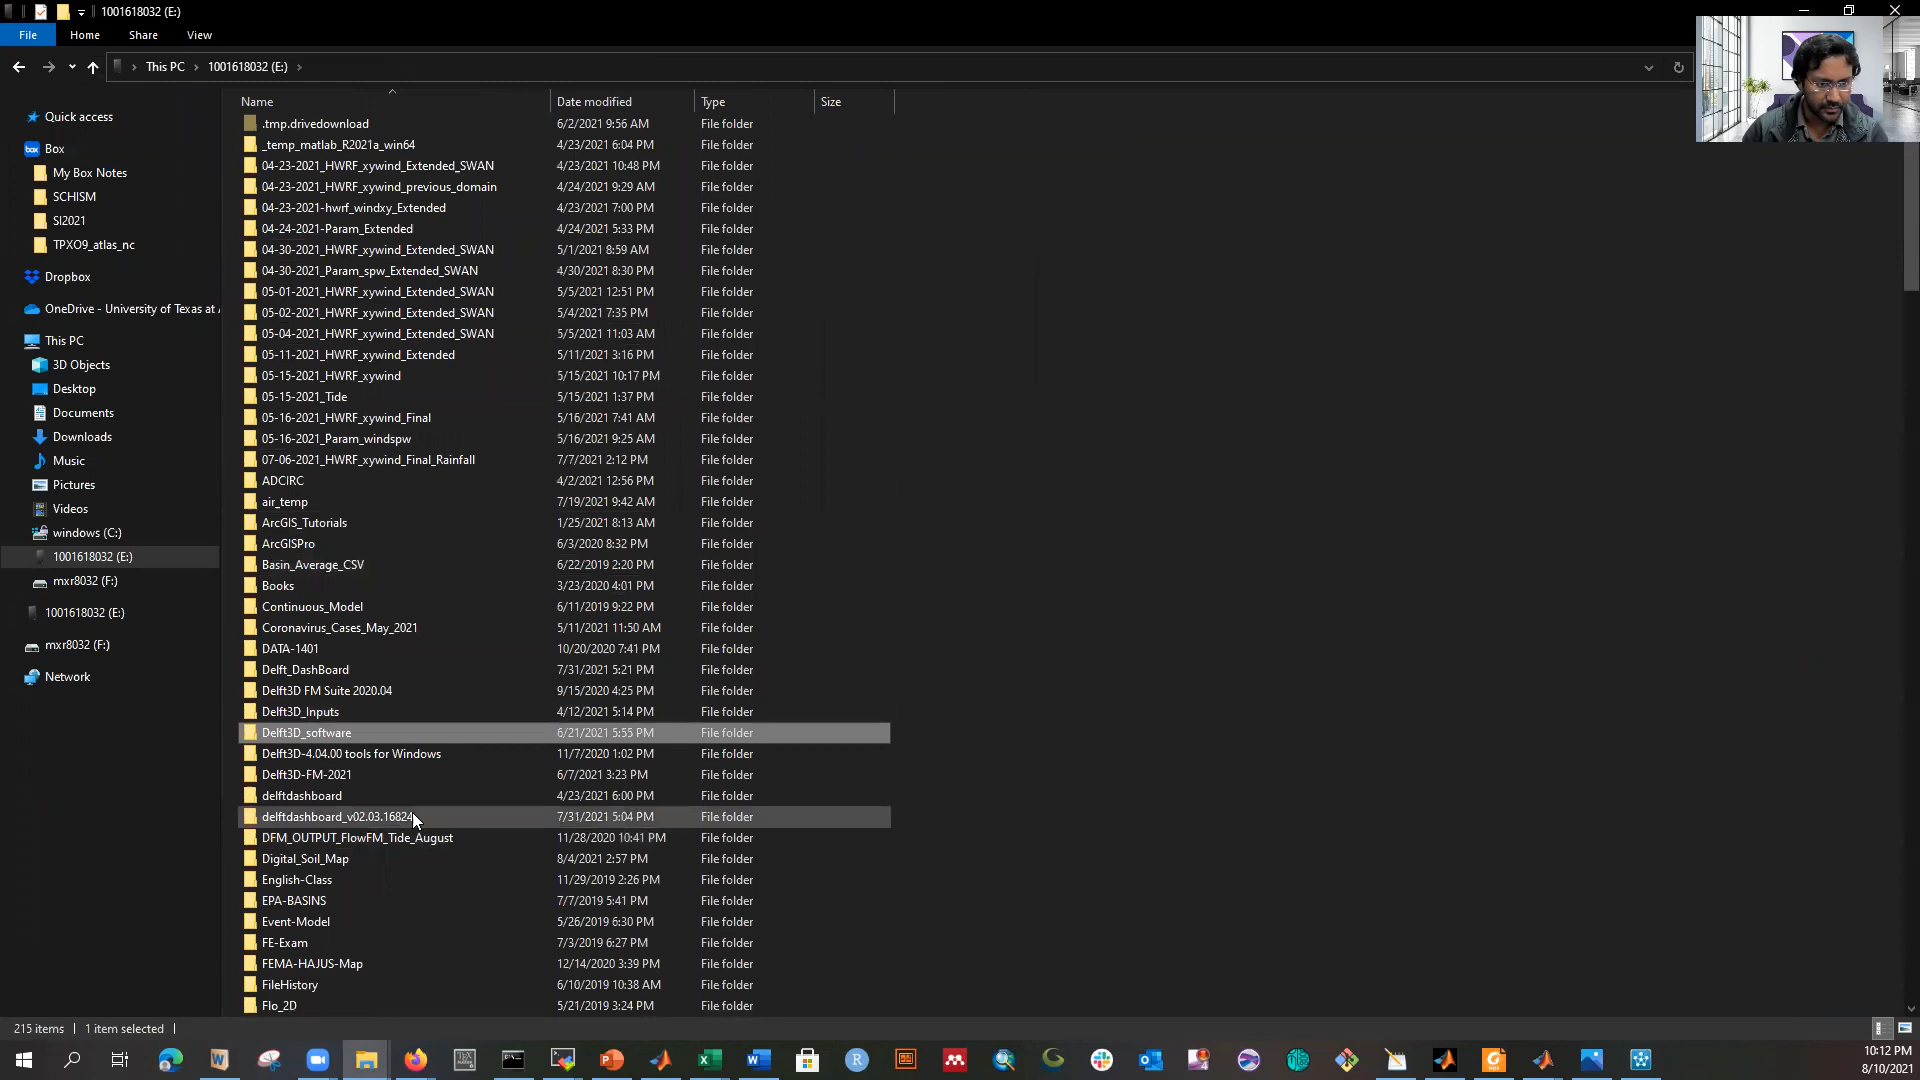 1001618032 (E:)
File Home Share View
This PC 1001618032 (E:)
Name Date modified Type Size
Quick access
Box
My Box Notes
SCHISM
SI2021
TPXO9_atlas_nc
Dropbox
OneDrive - University of Texas at A
This PC
3D Objects
Desktop
Documents
Downloads
Music
Pictures
Videos
windows (C:)
1001618032 (E:)
mxr8032 (F:)
1001618032 (E:)
mxr8032 (F:)
Network
.tmp.drivedownload 6/2/2021 9:56 AM File folder
_temp_matlab_R2021a_win64 4/23/2021 6:04 PM File folder
04-23-2021_HWRF_xywind_Extended_SWAN 4/23/2021 10:48 PM File folder
04-23-2021_HWRF_xywind_previous_domain 4/24/2021 9:29 AM File folder
04-23-2021-hwrf_windxy_Extended 4/23/2021 7:00 PM File folder
04-24-2021-Param_Extended 4/24/2021 5:33 PM File folder
04-30-2021_HWRF_xywind_Extended_SWAN 5/1/2021 8:59 AM File folder
04-30-2021_Param_spw_Extended_SWAN 4/30/2021 8:30 PM File folder
05-01-2021_HWRF_xywind_Extended_SWAN 5/5/2021 12:51 PM File folder
05-02-2021_HWRF_xywind_Extended_SWAN 5/4/2021 7:35 PM File folder
05-04-2021_HWRF_xywind_Extended_SWAN 5/5/2021 11:03 AM File folder
05-11-2021_HWRF_xywind_Extended 5/11/2021 3:16 PM File folder
05-15-2021_HWRF_xywind 5/15/2021 10:17 PM File folder
05-15-2021_Tide 5/15/2021 1:37 PM File folder
05-16-2021_HWRF_xywind_Final 5/16/2021 7:41 AM File folder
05-16-2021_Param_windspw 5/16/2021 9:25 AM File folder
07-06-2021_HWRF_xywind_Final_Rainfall 7/7/2021 2:12 PM File folder
ADCIRC 4/2/2021 12:56 PM File folder
air_temp 7/19/2021 9:42 AM File folder
ArcGIS_Tutorials 1/25/2021 8:13 AM File folder
ArcGISPro 6/3/2020 8:32 PM File folder
Basin_Average_CSV 6/22/2019 2:20 PM File folder
Books 3/23/2020 4:01 PM File folder
Continuous_Model 6/11/2019 9:22 PM File folder
Coronavirus_Cases_May_2021 5/11/2021 11:50 AM File folder
DATA-1401 10/20/2020 7:41 PM File folder
Delft_DashBoard 7/31/2021 5:21 PM File folder
Delft3D FM Suite 2020.04 9/15/2020 4:25 PM File folder
Delft3D_Inputs 4/12/2021 5:14 PM File folder
Delft3D_software 6/21/2021 5:55 PM File folder
Delft3D-4.04.00 tools for Windows 11/7/2020 1:02 PM File folder
Delft3D-FM-2021 6/7/2021 3:23 PM File folder
delftdashboard 4/23/2021 6:00 PM File folder
delftdashboard_v02.03.16824 7/31/2021 5:04 PM File folder
DFM_OUTPUT_FlowFM_Tide_August 11/28/2020 10:41 PM File folder
Digital_Soil_Map 8/4/2021 2:57 PM File folder
English-Class 11/29/2019 2:26 PM File folder
EPA-BASINS 7/7/2019 5:41 PM File folder
Event-Model 5/26/2019 6:30 PM File folder
FE-Exam 7/3/2019 6:27 PM File folder
FEMA-HAJUS-Map 12/14/2020 3:39 PM File folder
FileHistory 6/10/2019 10:38 AM File folder
Flo_2D 5/21/2019 3:24 PM File folder
215 items 1 item selected
10:12 PM
8/10/2021